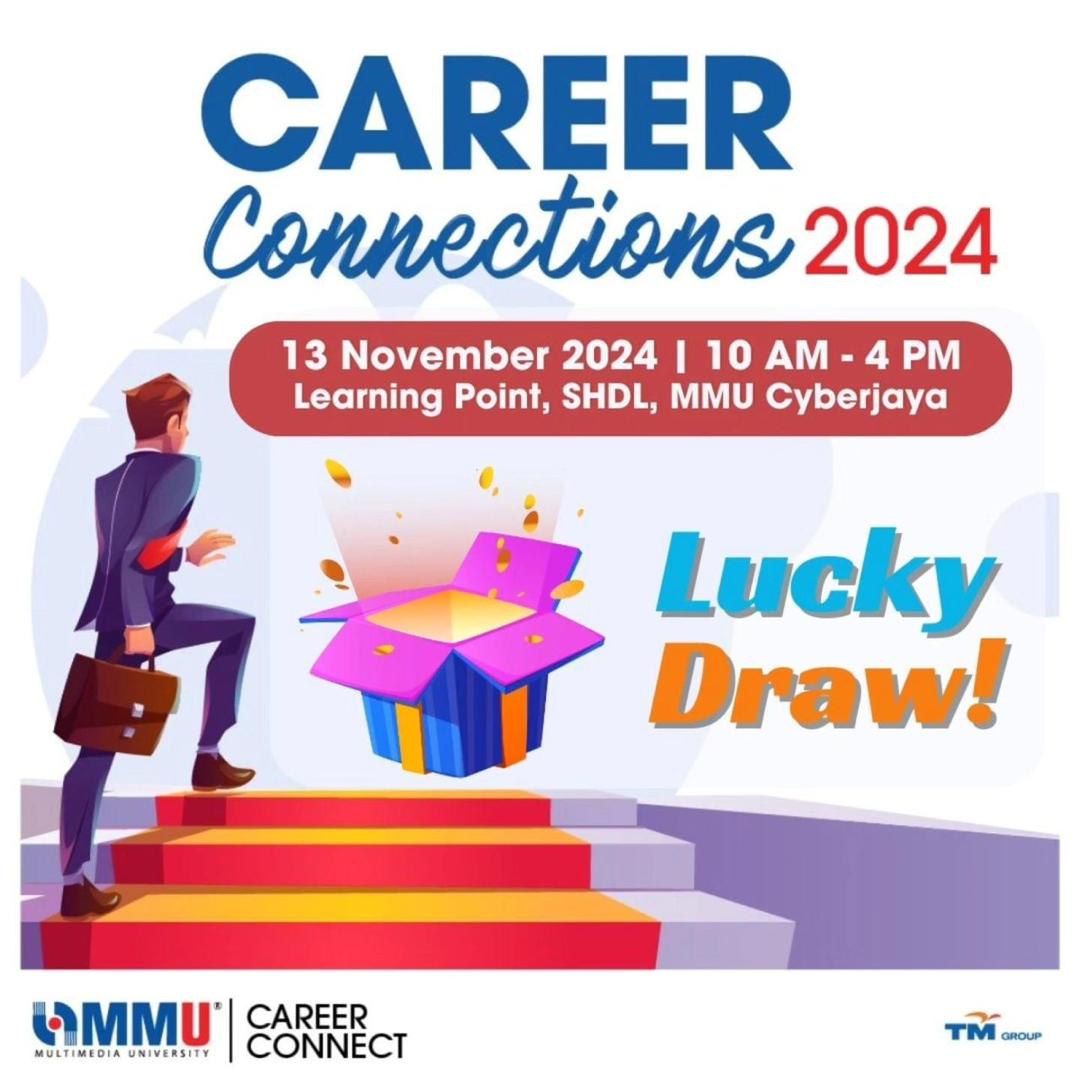 CAREER
Connections 2024
13 November 2024 | 10 AM - 4 PM
Learning Point, SHDL, MMU Cyberjaya
Lucky
Draw!
MMU®
MULTIMEDIA UNIVERSITY
CAREER
CONNECT
TM GROUP